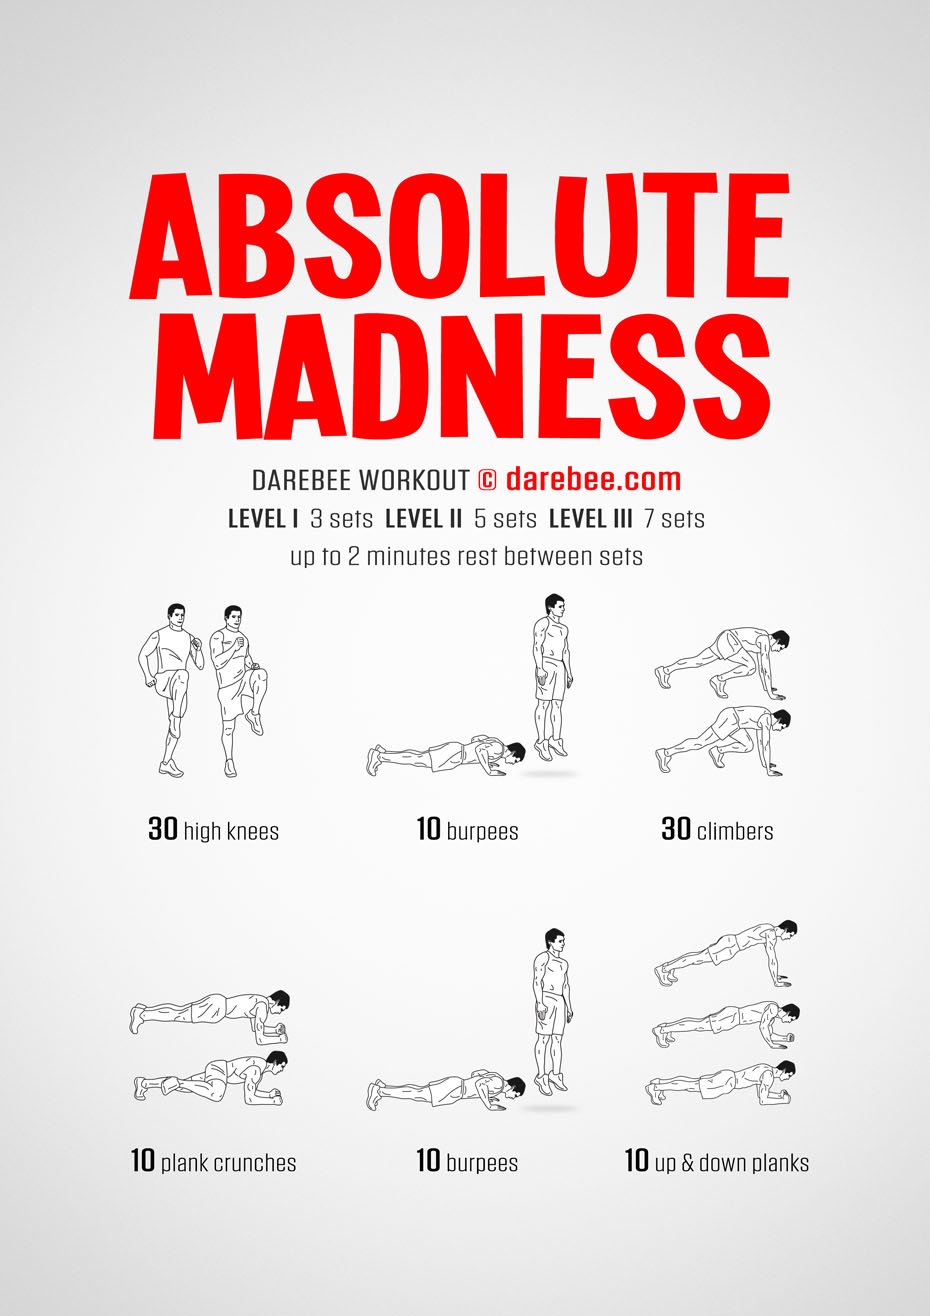 ABSOLUTE
MADNESS
DAREBEE WORKOUT © darebee.com
LEVEL I 3 sets LEVEL II 5 sets LEVEL III 7 sets
up to 2 minutes rest between sets
30 high knees
10 burpees
30 climbers
10 plank crunches
10 burpees
10 up & down planks